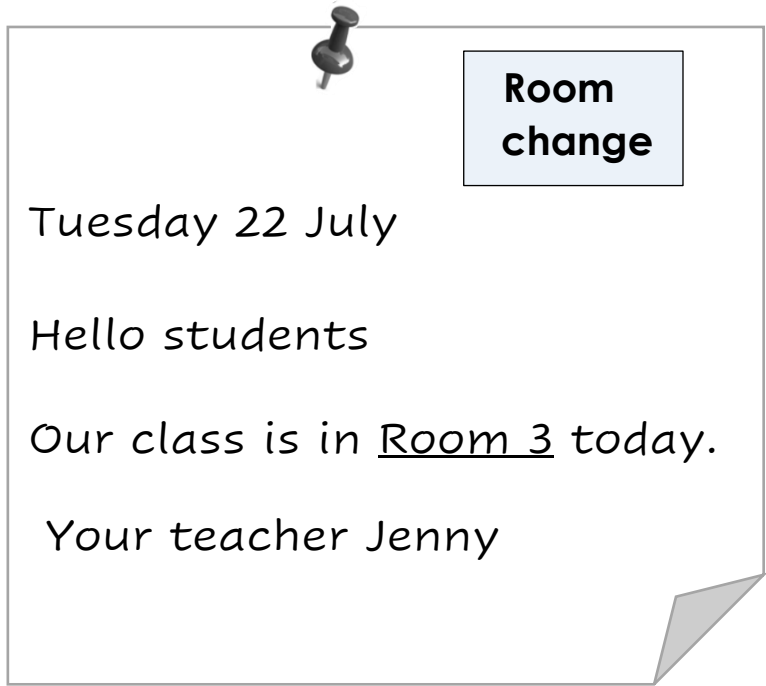 Room
change
Tuesday 22 July
Hello students
Our class is in Room 3 today.
Your teacher Jenny